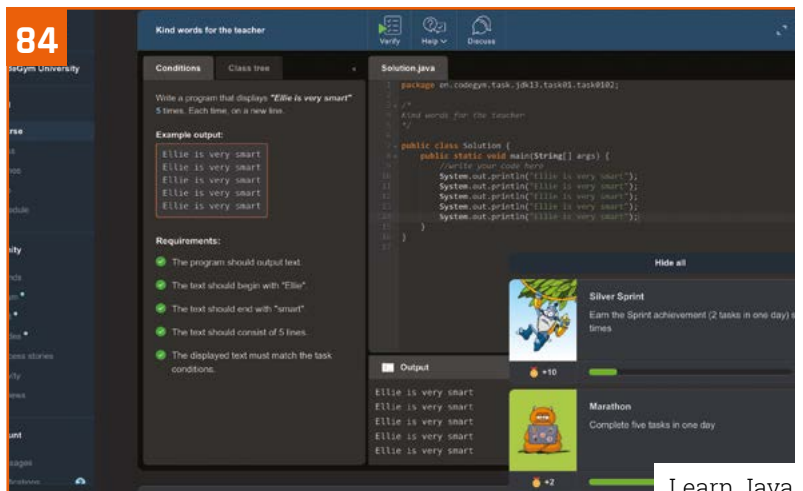 84
Kind words for the teacher
Verify
Help
Discuss
deGym University
Conditions
Class tree
Write a program that displays "Ellie is very smart"
5 times. Each time, on a new line.
Example output:
Ellie is very smart
Ellie is very smart
Ellie is very smart
Ellie is very smart
Ellie is very smart
Requirements:
The program should output text.
The text should begin with "Ellie".
The text should end with "smart"
The text should consist of 5 lines.
The displayed text must match the task
conditions.
Solution.java
package en.codegym.task.jdk13.task01.task0102;
/*
Kind words for the teacher
*/
public class Solution {
public static void main(String[] args) {
//write your code here
System.out.println("Ellie is very smart");
System.out.println("Ellie is very smart");
System.out.println("Ellie is very smart");
System.out.println("Ellie is very smart");
System.out.println("Ellie is very smart");
}
}
Output
Ellie is very smart
Ellie is very smart
Ellie is very smart
Ellie is very smart
Ellie is very smart
Hide all
Silver Sprint
Earn the Sprint achievement (2 tasks in one day) s
times
+10
Marathon
Complete five tasks in one day
+2
Learn Java